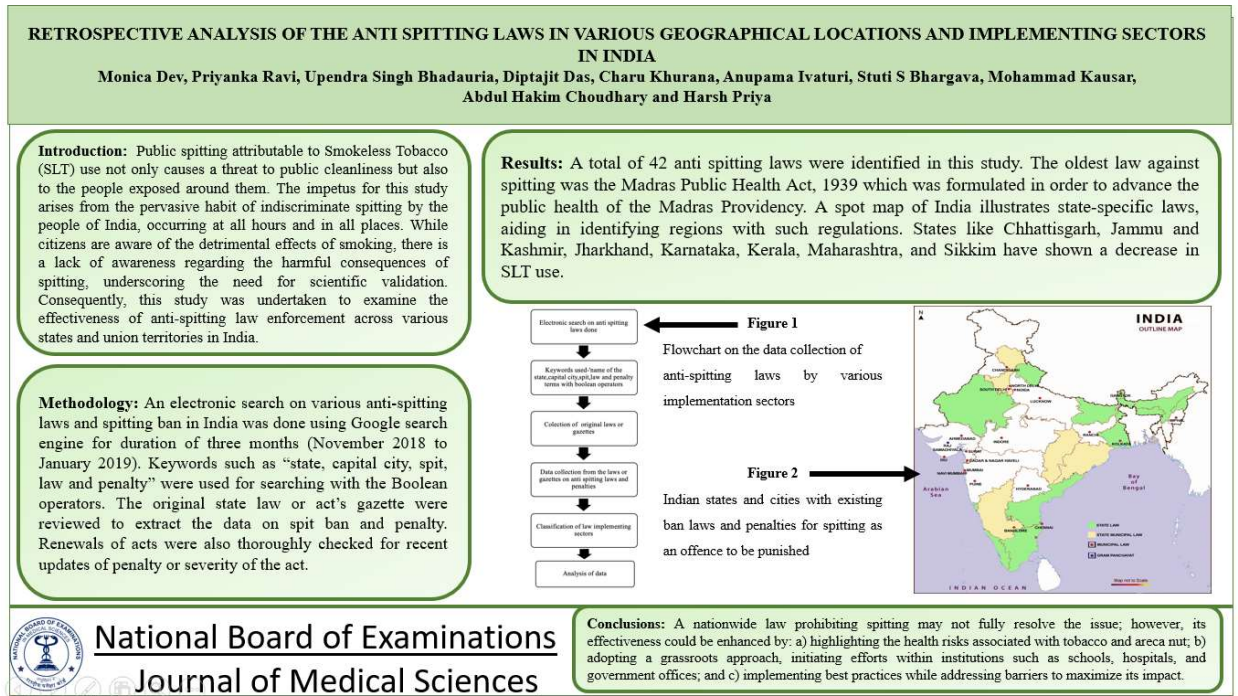 RETROSPECTIVE ANALYSIS OF THE ANTI SPITTING LAWS IN VARIOUS GEOGRAPHICAL LOCATIONS AND IMPLEMENTING SECTORS
IN INDIA
Monica Dev, Priyanka Ravi, Upendra Singh Bhadauria, Diptajit Das, Charu Khurana, Anupama Ivaturi, Stuti S Bhargava, Mohammad Kausar,
Abdul Hakim Choudhary and Harsh Priya
Introduction: Public spitting attributable to Smokeless Tobacco
(SLT) use not only causes a threat to public cleanliness but also
to the people exposed around them. The impetus for this study
arises from the pervasive habit of indiscriminate spitting by the
people of India, occurring at all hours and in all places. While
citizens are aware of the detrimental effects of smoking, there is
a lack of awareness regarding the harmful consequences of
spitting, underscoring the need for scientific validation.
Consequently, this study was undertaken to examine the
effectiveness of anti-spitting law enforcement across various
states and union territories in India.
Methodology: An electronic search on various anti-spitting
laws and spitting ban in India was done using Google search
engine for duration of three months (November 2018 to
January 2019). Keywords such as “state, capital city, spit,
law and penalty” were used for searching with the Boolean
operators. The original state law or act’s gazette were
reviewed to extract the data on spit ban and penalty.
Renewals of acts were also thoroughly checked for recent
updates of penalty or severity of the act.
Results: A total of 42 anti spitting laws were identified in this study. The oldest law against
spitting was the Madras Public Health Act, 1939 which was formulated in order to advance the
public health of the Madras Providency. A spot map of India illustrates state-specific laws,
aiding in identifying regions with such regulations. States like Chhattisgarh, Jammu and
Kashmir, Jharkhand, Karnataka, Kerala, Maharashtra, and Sikkim have shown a decrease in
SLT use.
Electronic search on anti spitting
laws done
Keywords used/name of the
state,capital city,spit,law and penalty
terms with boolean operators
Colection of original laws or
gazettes
Data collection from the laws or
gazettes on anti spitting laws and
penalties
Classification of law implementing
sectors
Analysis of data
Figure 1
Flowchart on the data collection of
anti-spitting laws by various
implementation sectors
Figure 2
Indian states and cities with existing
ban laws and penalties for spitting as
an offence to be punished
N
INDIA
OUTLINE MAP
LUCKNOW
AHMEDABAD
INDORE
RANCHI
KOLKATA
NAVI MUMBAI
MUMBAI
PUNE
HYDERABAD
CHENNAI
Arabian
Sea
Bay
of
Bengal
STATE LAW
STATE MUNICIPAL LAW
MUNICIPAL LAW
GRAM PANCHAYAT
Map not to Scale
INDIAN OCEAN
NATIONAL BOARD OF EXAMINATIONS
IN MEDICAL SCIENCES
National Board of Examinations
Journal of Medical Sciences
Conclusions: A nationwide law prohibiting spitting may not fully resolve the issue; however, its
effectiveness could be enhanced by: a) highlighting the health risks associated with tobacco and areca nut; b)
adopting a grassroots approach, initiating efforts within institutions such as schools, hospitals, and
government offices; and c) implementing best practices while addressing barriers to maximize its impact.